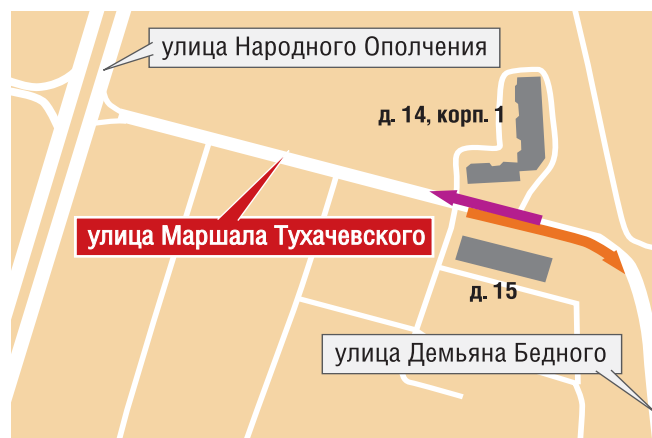 улица Народного Ополчения
д. 14, корп. 1
улица Маршала Тухачевского
д. 15
улица Демьяна Бедного